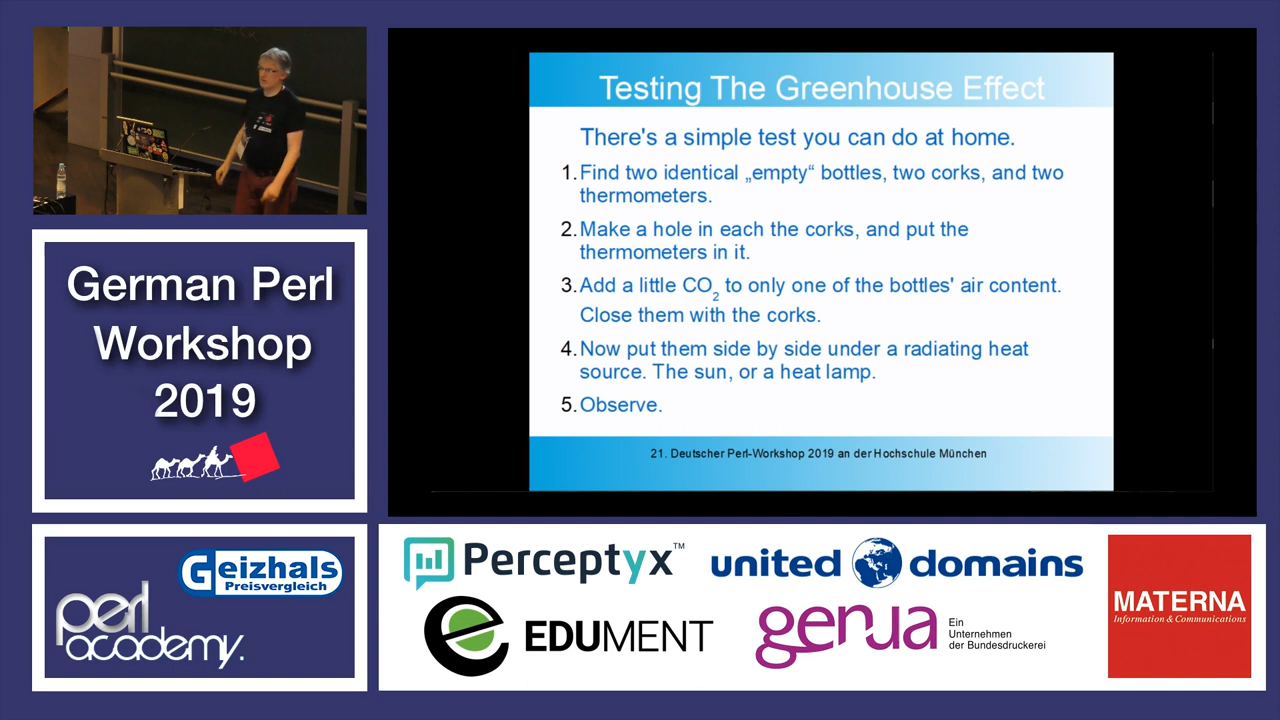 Testing The Greenhouse Effect
There's a simple test you can do at home.
1. Find two identical „empty“ bottles, two corks, and two
thermometers.
2. Make a hole in each the corks, and put the
thermometers in it.
3. Add a little CO2 to only one of the bottles' air content.
Close them with the corks.
4. Now put them side by side under a radiating heat
source. The sun, or a heat lamp.
5. Observe.
21. Deutscher Perl-Workshop 2019 an der Hochschule München
German Perl
Workshop
2019
Geizhals
Preisvergleich
perl
academy.
Perceptyx™
united domains
EDUMENT
genua
Ein
Unternehmen
der Bundesdruckerei
MATERNA
Information & Communications